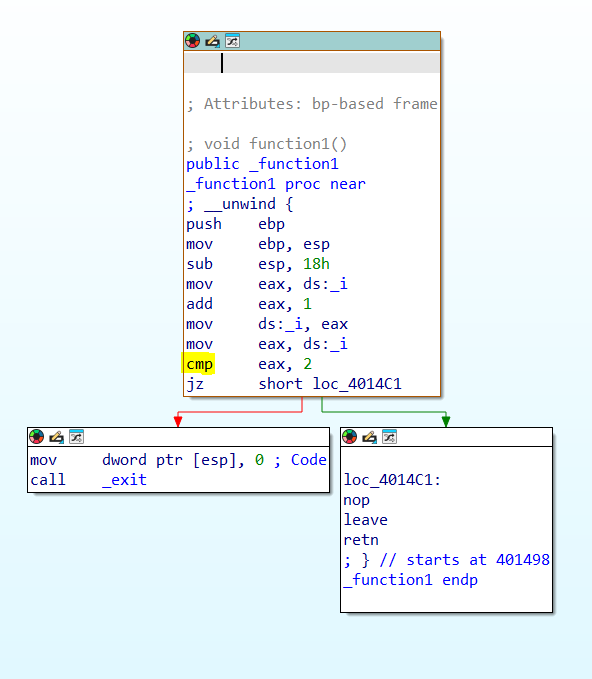 ; Attributes: bp-based frame
; void function1()
public _function1
_function1 proc near
; __unwind {
push    ebp
mov     ebp, esp
sub     esp, 18h
mov     eax, ds:_i
add     eax, 1
mov     ds:_i, eax
mov     eax, ds:_i
cmp     eax, 2
jz      short loc_4014C1
mov     dword ptr [esp], 0 ; Code
call    _exit
loc_4014C1:
nop
leave
retn
; } // starts at 401498
_function1 endp